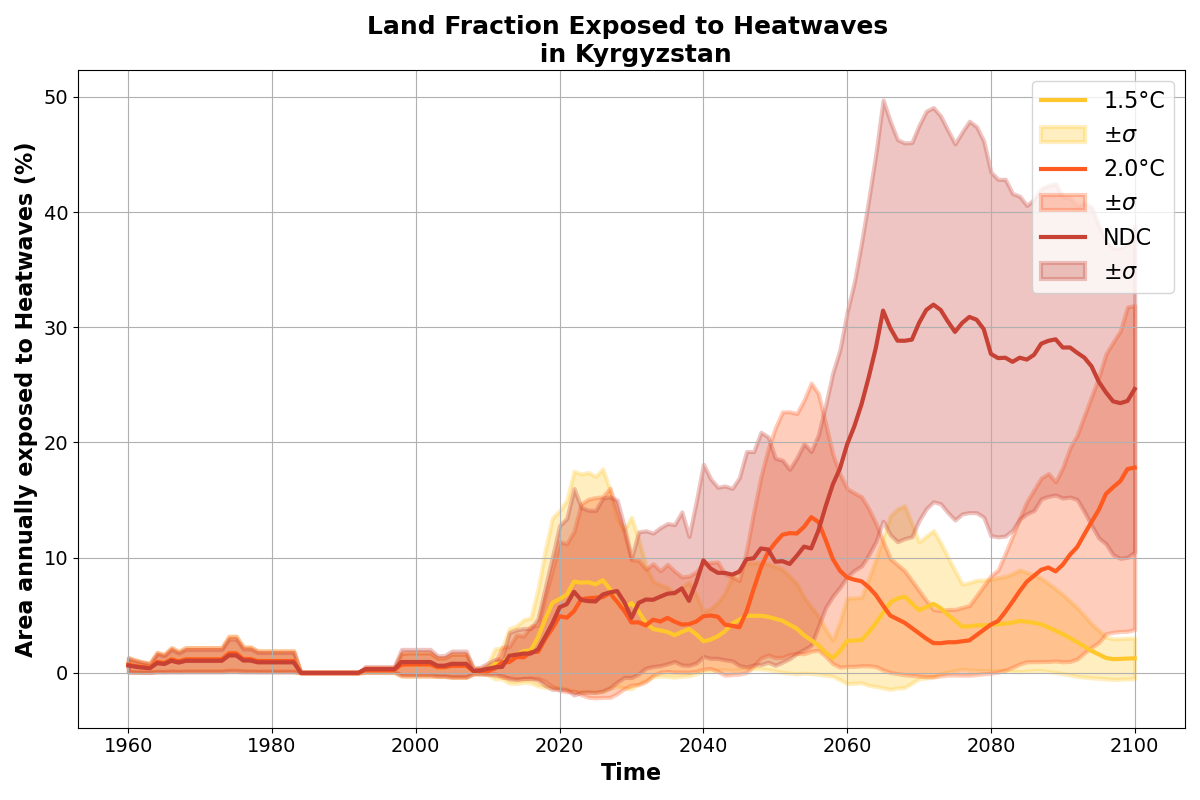 Land Fraction Exposed to Heatwaves
in Kyrgyzstan
Area annually exposed to Heatwaves (%)
50
40
30
20
10
0
1960 1980 2000 2020 2040 2060 2080 2100
Time
1.5°C
±σ
2.0°C
±σ
NDC
±σ